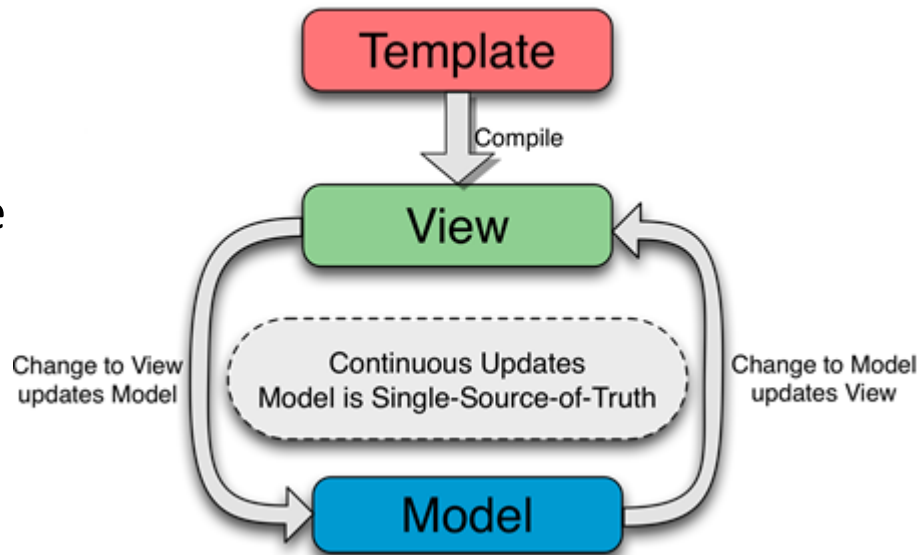 Template
Compile
e
View
Change to View
updates Model
Continuous Updates
Model is Single-Source-of-Truth
Change to Model
updates View
Model